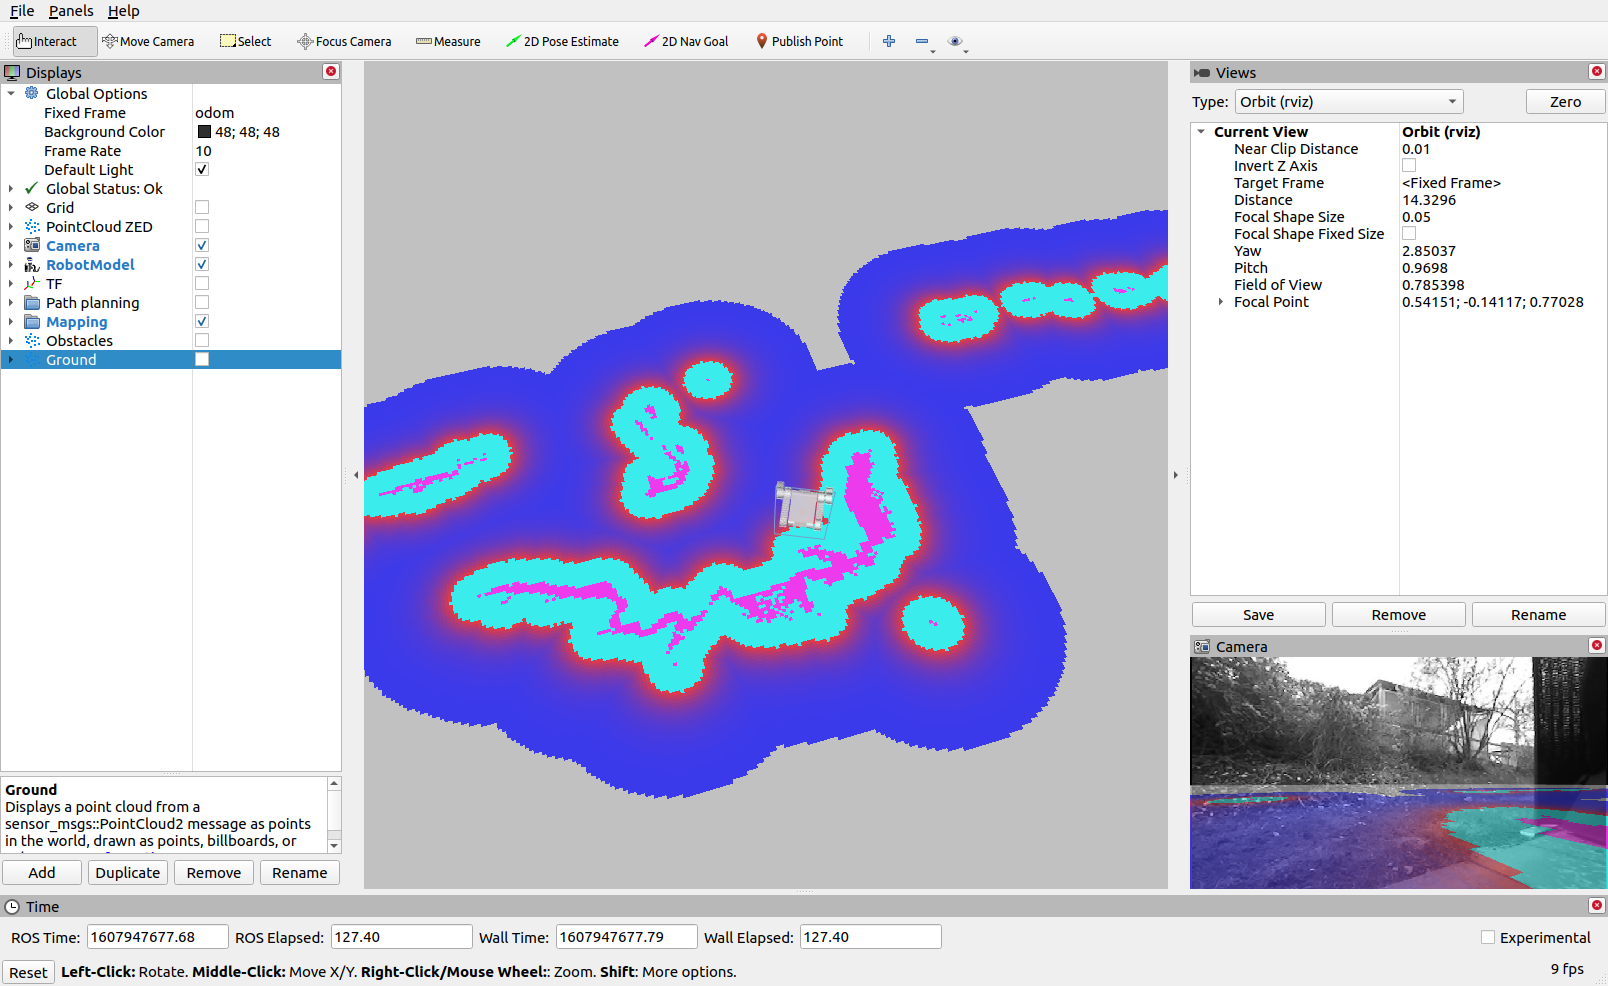 File Panels Help
Interact Move Camera Select Focus Camera Measure 2D Pose Estimate 2D Nav Goal Publish Point
Displays
Global Options
Fixed Frame odom
Background Color 48; 48; 48
Frame Rate 10
Default Light
Global Status: Ok
Grid
PointCloud ZED
Camera
RobotModel
TF
Path planning
Mapping
Obstacles
Ground
Ground
Displays a point cloud from a
sensor_msgs::PointCloud2 message as points
in the world, drawn as points, billboards, or
Add Duplicate Remove Rename
Views
Type: Orbit (rviz) Zero
Current View Orbit (rviz)
Near Clip Distance 0.01
Invert Z Axis
Target Frame <Fixed Frame>
Distance 14.3296
Focal Shape Size 0.05
Focal Shape Fixed Size
Yaw 2.85037
Pitch 0.9698
Field of View 0.785398
Focal Point 0.54151; -0.14117; 0.77028
Save Remove Rename
Camera
Time
ROS Time: 1607947677.68 ROS Elapsed: 127.40 Wall Time: 1607947677.79 Wall Elapsed: 127.40 Experimental
Reset Left-Click: Rotate. Middle-Click: Move X/Y. Right-Click/Mouse Wheel:: Zoom. Shift: More options. 9 fps